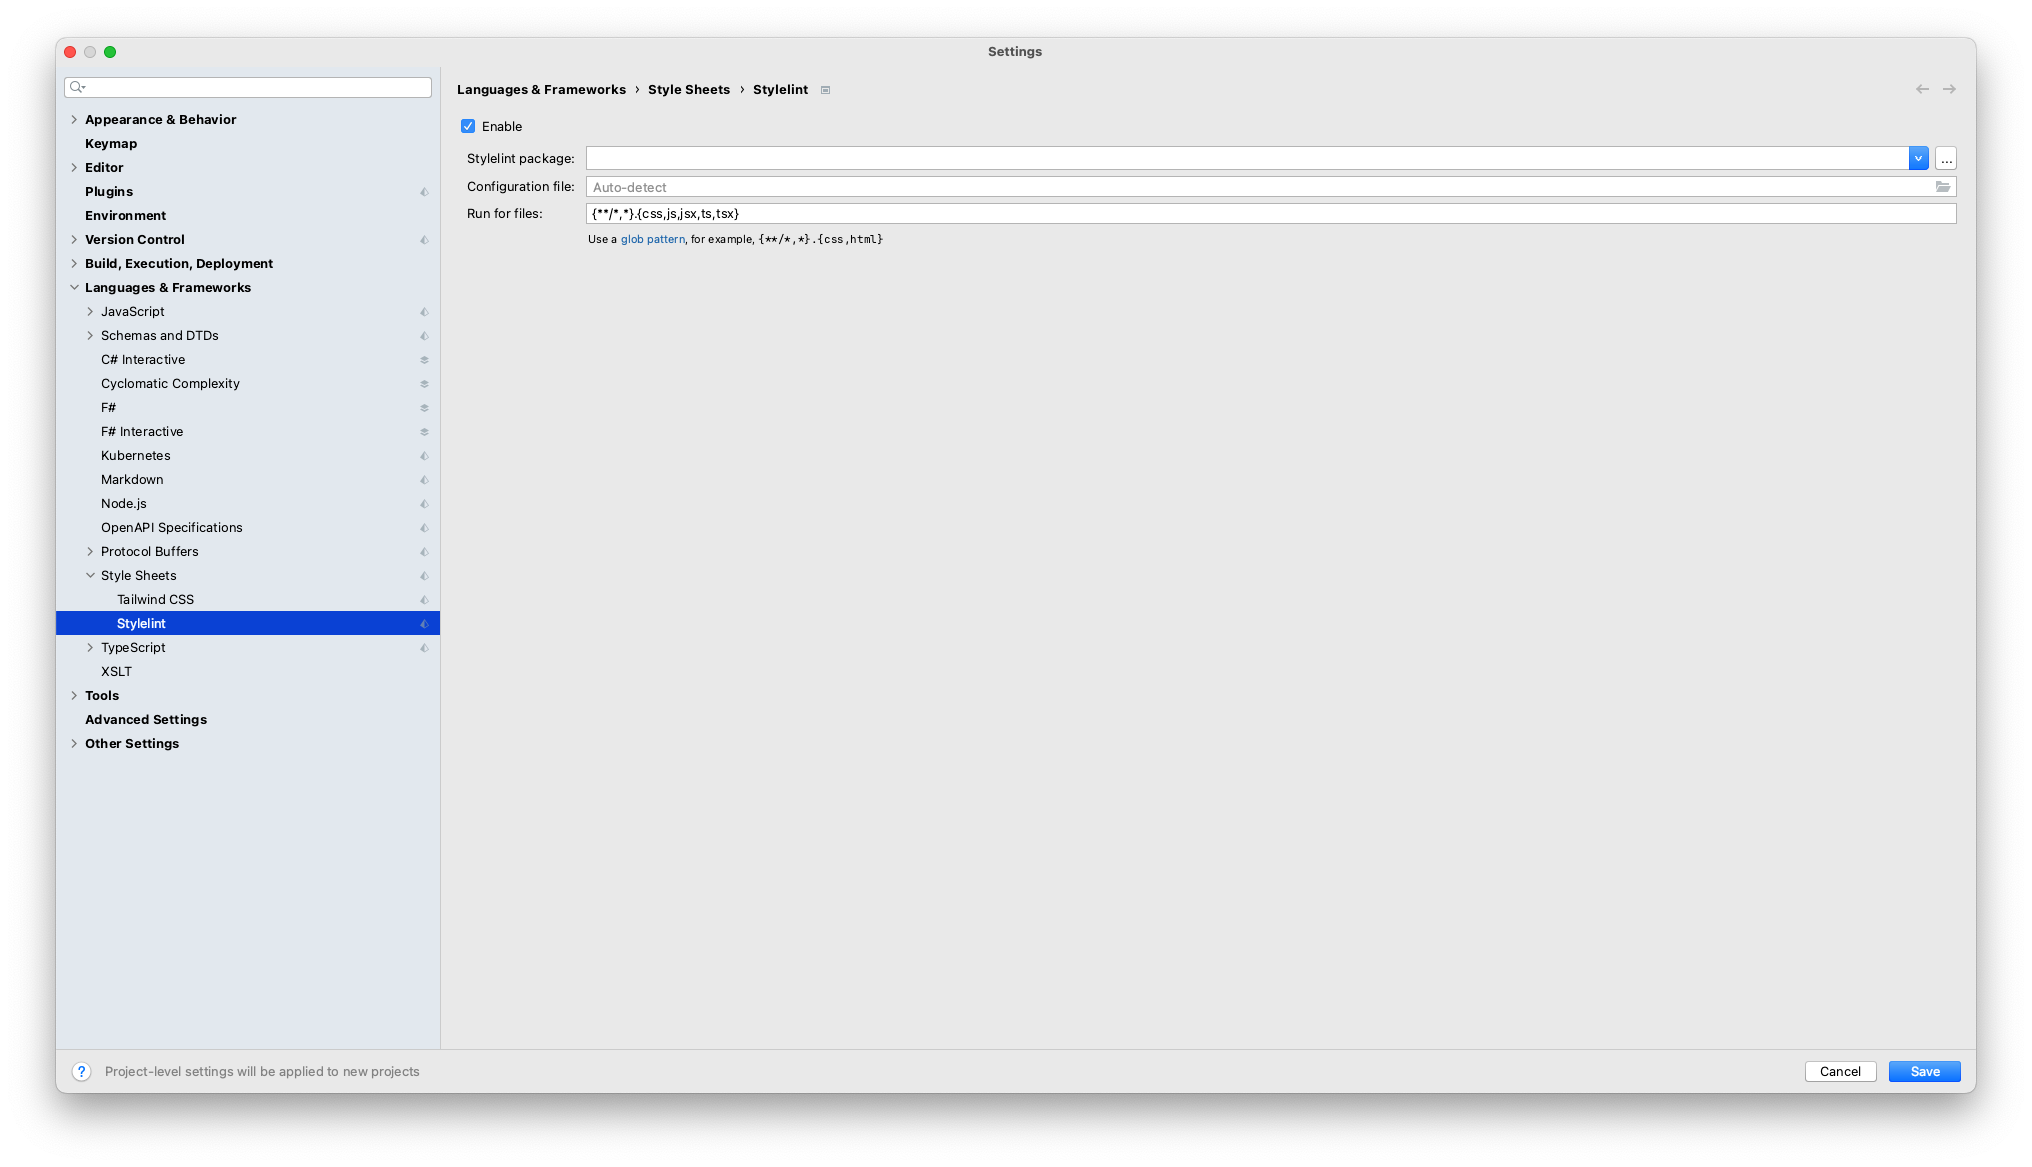 Settings
Appearance & Behavior
Keymap
Editor
Plugins
Environment
Version Control
Build, Execution, Deployment
Languages & Frameworks
JavaScript
Schemas and DTDs
C# Interactive
Cyclomatic Complexity
F#
F# Interactive
Kubernetes
Markdown
Node.js
OpenAPI Specifications
Protocol Buffers
Style Sheets
Tailwind CSS
Stylelint
TypeScript
XSLT
Tools
Advanced Settings
Other Settings
Languages & Frameworks › Style Sheets › Stylelint
Enable
Stylelint package:
...
Configuration file: Auto-detect
Run for files: {**/*,*}.{css,js,jsx,ts,tsx}
Use a glob pattern, for example, {**/*,*}.{css,html}
? Project-level settings will be applied to new projects
Cancel
Save